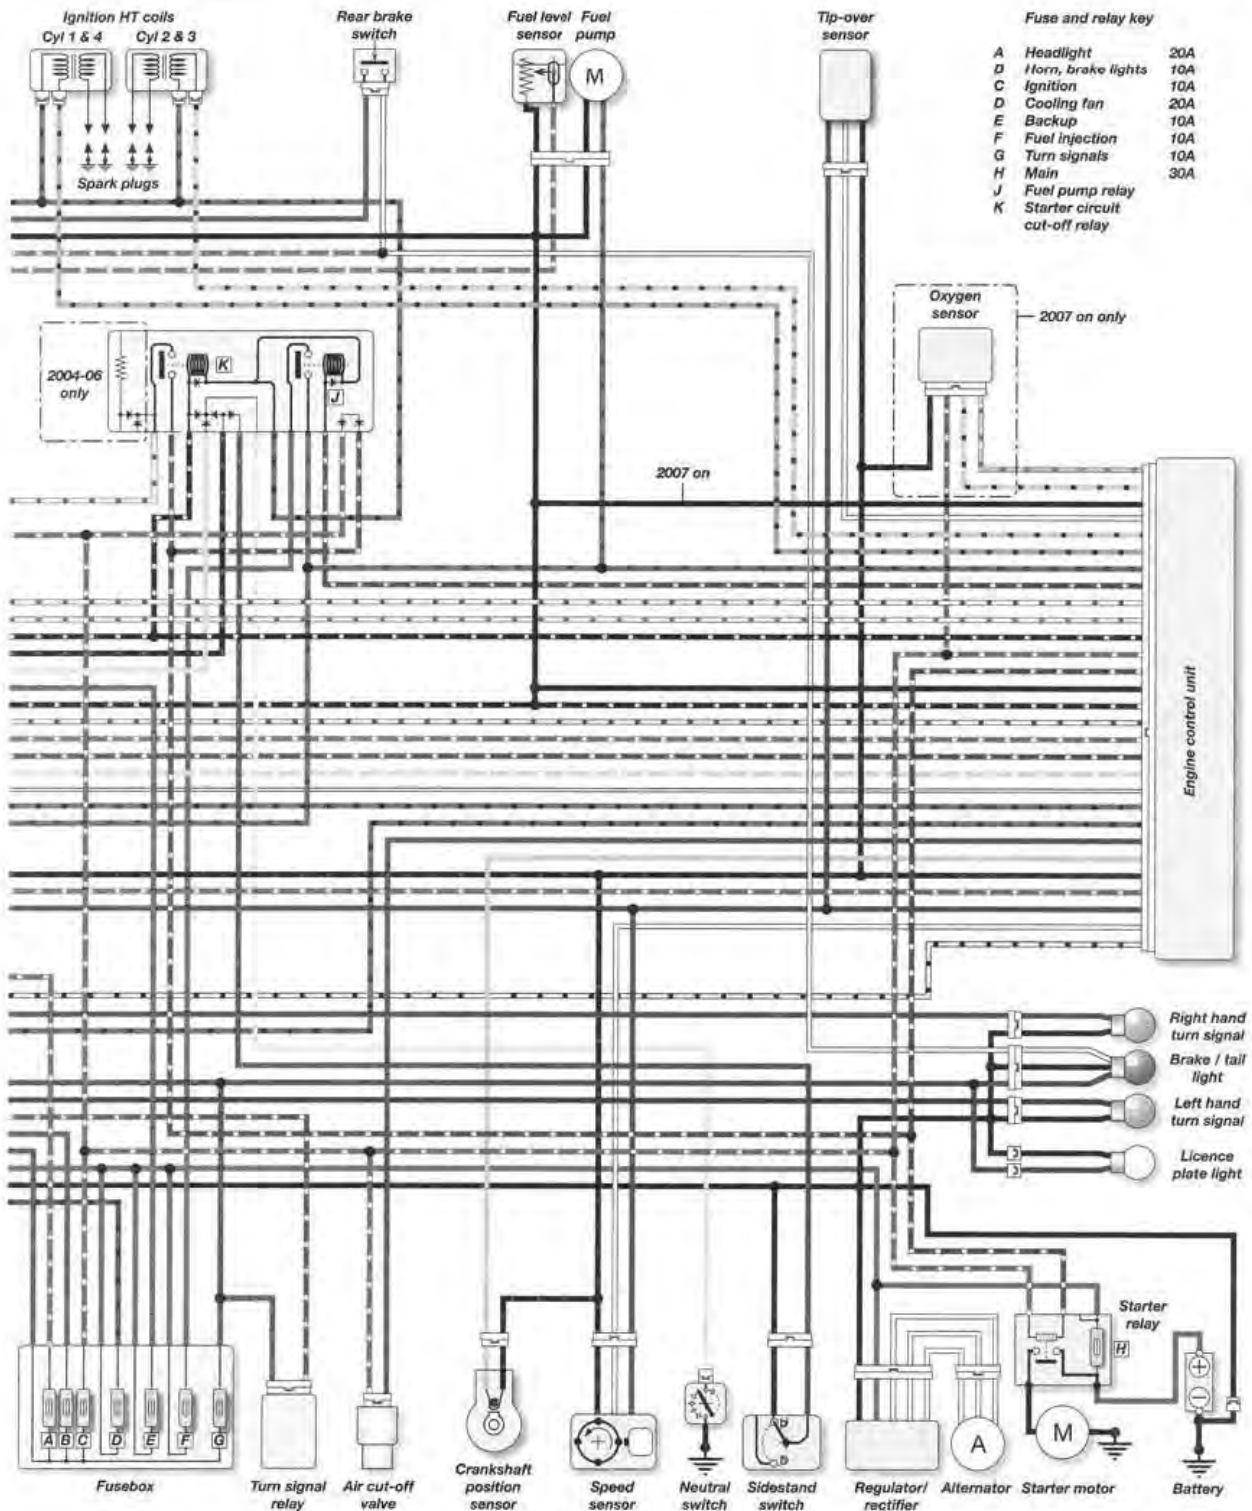 Ignition HT coils
Cyl 1 & 4
Cyl 2 & 3
Spark plugs
Rear brake
switch
Fuel level
sensor
Fuel
pump
M
Tip-over
sensor
Fuse and relay key
A Headlight 20A
D Horn, brake lights 10A
C Ignition 10A
D Cooling fan 20A
E Backup 10A
F Fuel injection 10A
G Turn signals 10A
H Main 30A
J Fuel pump relay
K Starter circuit
cut-off relay
Oxygen
sensor
2007 on only
2004-06
only
K
J
2007 on
Engine control unit
Right hand
turn signal
Brake / tail
light
Left hand
turn signal
Licence
plate light
Starter
relay
H
A B C D E F G
Fusebox
Turn signal
relay
Air cut-off
valve
Crankshaft
position
sensor
Speed
sensor
Neutral
switch
Sidestand
switch
Regulator/
rectifier
A
Alternator
M
Starter motor
+
−
Battery